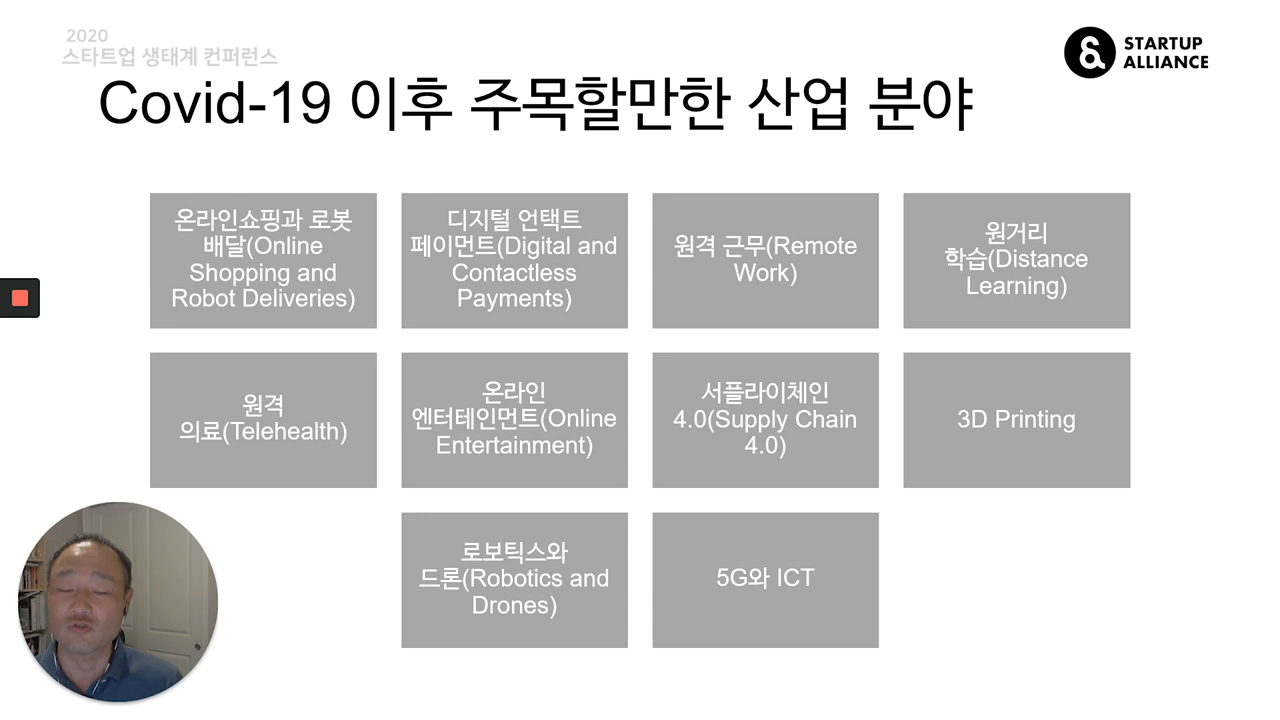 2020
스타트업 생태계 컨퍼런스
STARTUP
ALLIANCE
Covid-19 이후 주목할만한 산업 분야
온라인쇼핑과 로봇
배달(Online
Shopping and
Robot Deliveries)
디지털 언택트
페이먼트(Digital and
Contactless
Payments)
원격 근무(Remote
Work)
원거리
학습(Distance
Learning)
원격
의료(Telehealth)
온라인
엔터테인먼트(Online
Entertainment)
서플라이체인
4.0(Supply Chain
4.0)
3D Printing
로보틱스와
드론(Robotics and
Drones)
5G와 ICT